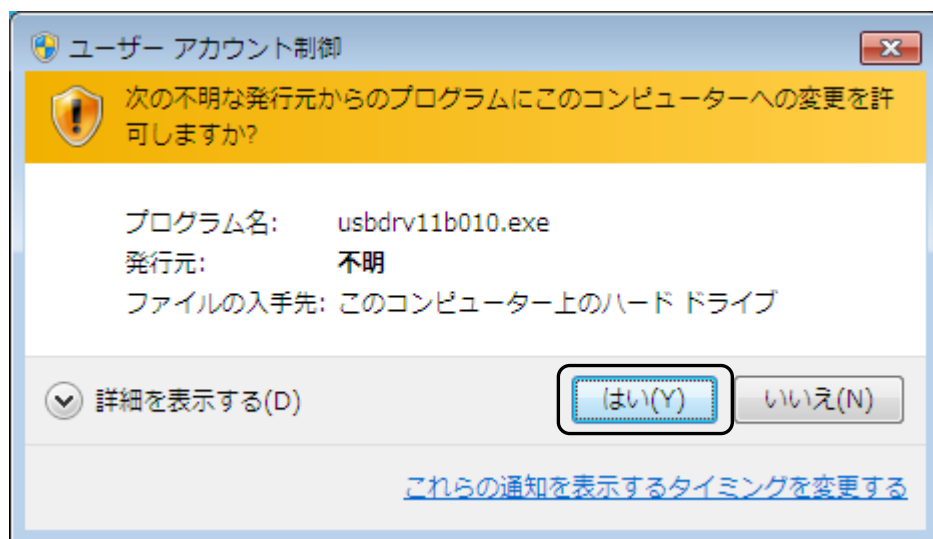 ユーザー アカウント制御
次の不明な発行元からのプログラムにこのコンピューターへの変更を許
可しますか?
プログラム名: usbdrv11b010.exe
発行元: 不明
ファイルの入手先: このコンピューター上のハード ドライブ
詳細を表示する(D) はい(Y) いいえ(N)
これらの通知を表示するタイミングを変更する